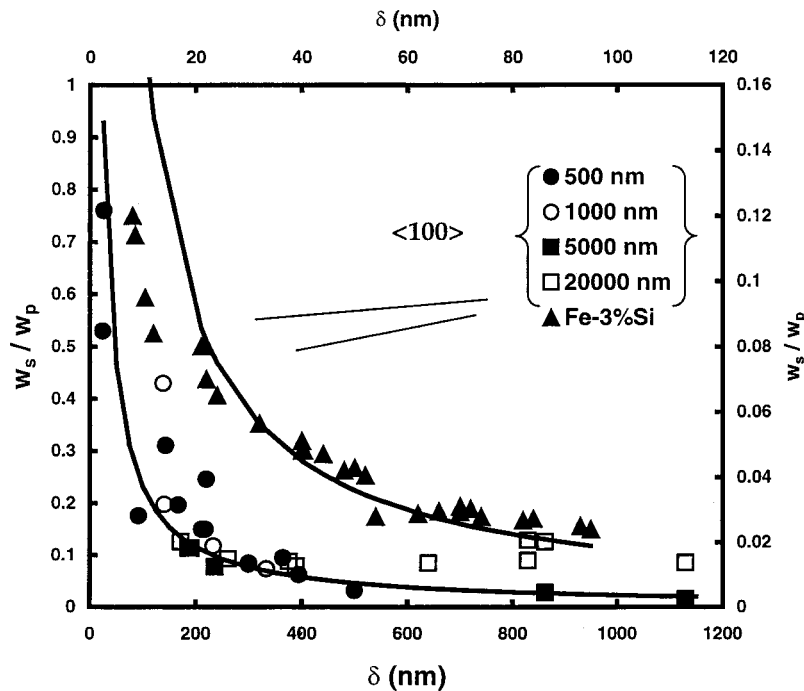 δ (nm)
0 20 40 60 80 100 120
1 0.16
0.9
0.8 0.14
0.7 0.12
0.6 0.1
0.5 0.08
0.4 0.06
0.3 0.04
0.2
0.1 0.02
0 0
w_s / w_p
w_s / w_p
<100>
500 nm
1000 nm
5000 nm
20000 nm
Fe-3%Si
0 200 400 600 800 1000 1200
δ (nm)